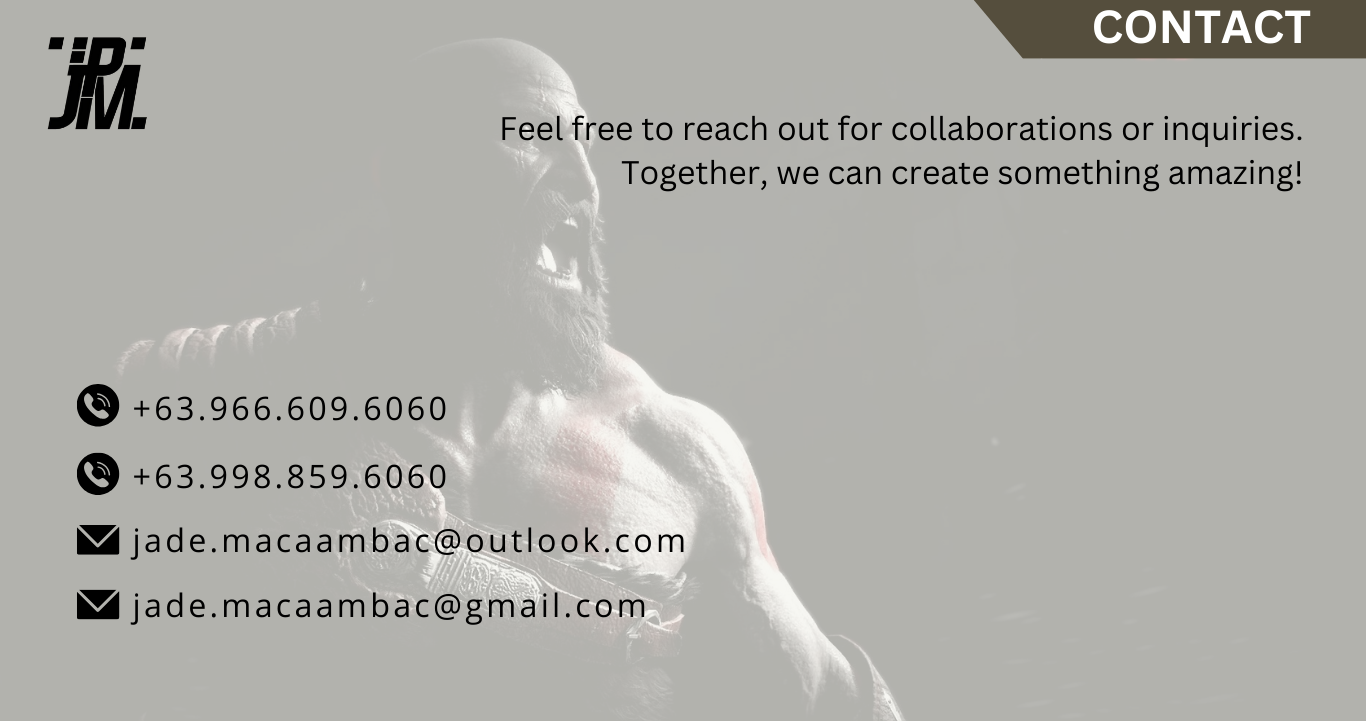 JPM
CONTACT
Feel free to reach out for collaborations or inquiries.
Together, we can create something amazing!
+63.966.609.6060
+63.998.859.6060
jade.macaambac@outlook.com
jade.macaambac@gmail.com